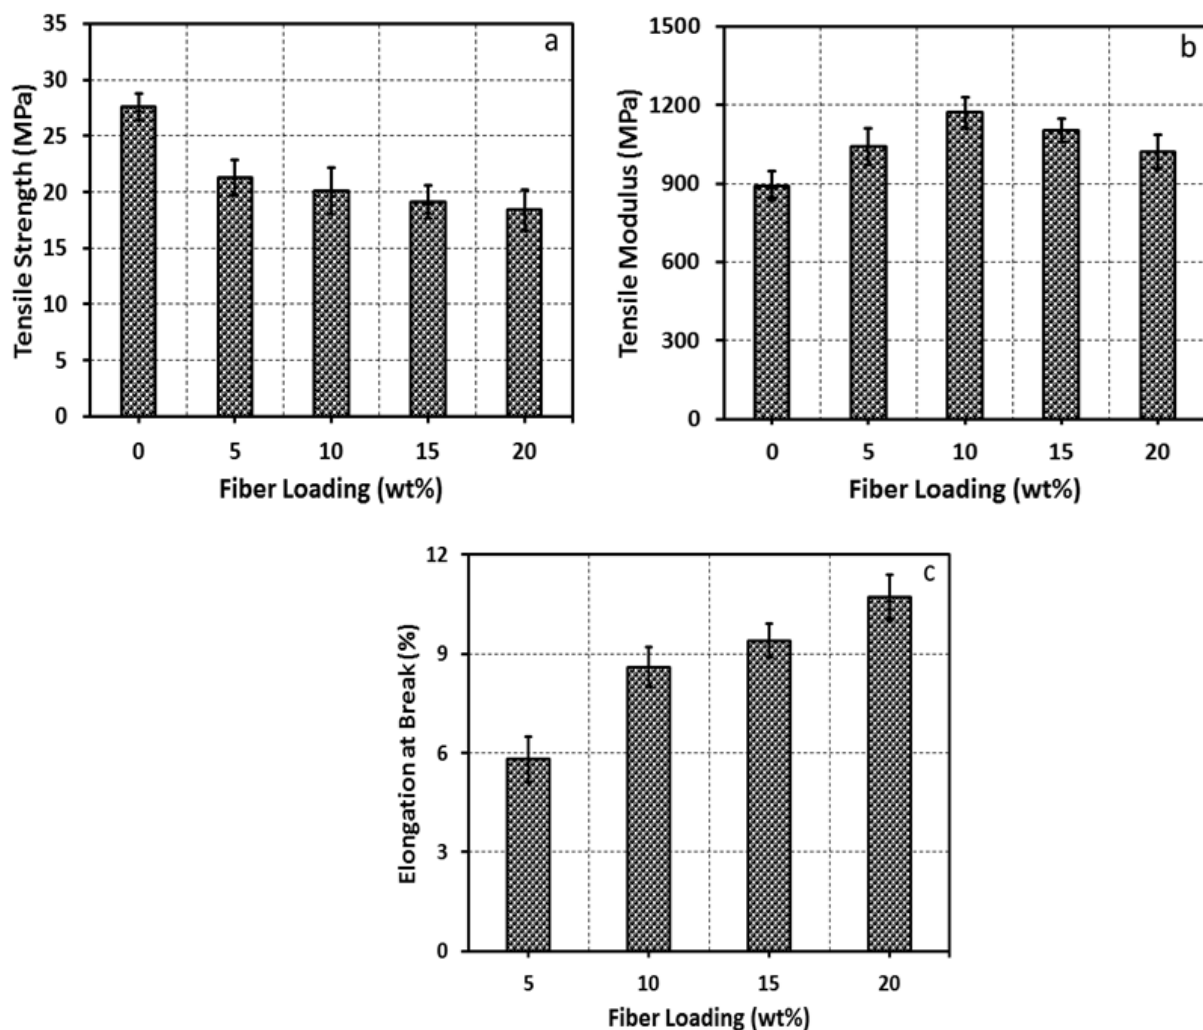 a
Tensile Strength (MPa)
35
30
25
20
15
10
5
0
0 5 10 15 20
Fiber Loading (wt%)
b
Tensile Modulus (MPa)
1500
1200
900
600
300
0
0 5 10 15 20
Fiber Loading (wt%)
c
Elongation at Break (%)
12
9
6
3
0
5 10 15 20
Fiber Loading (wt%)